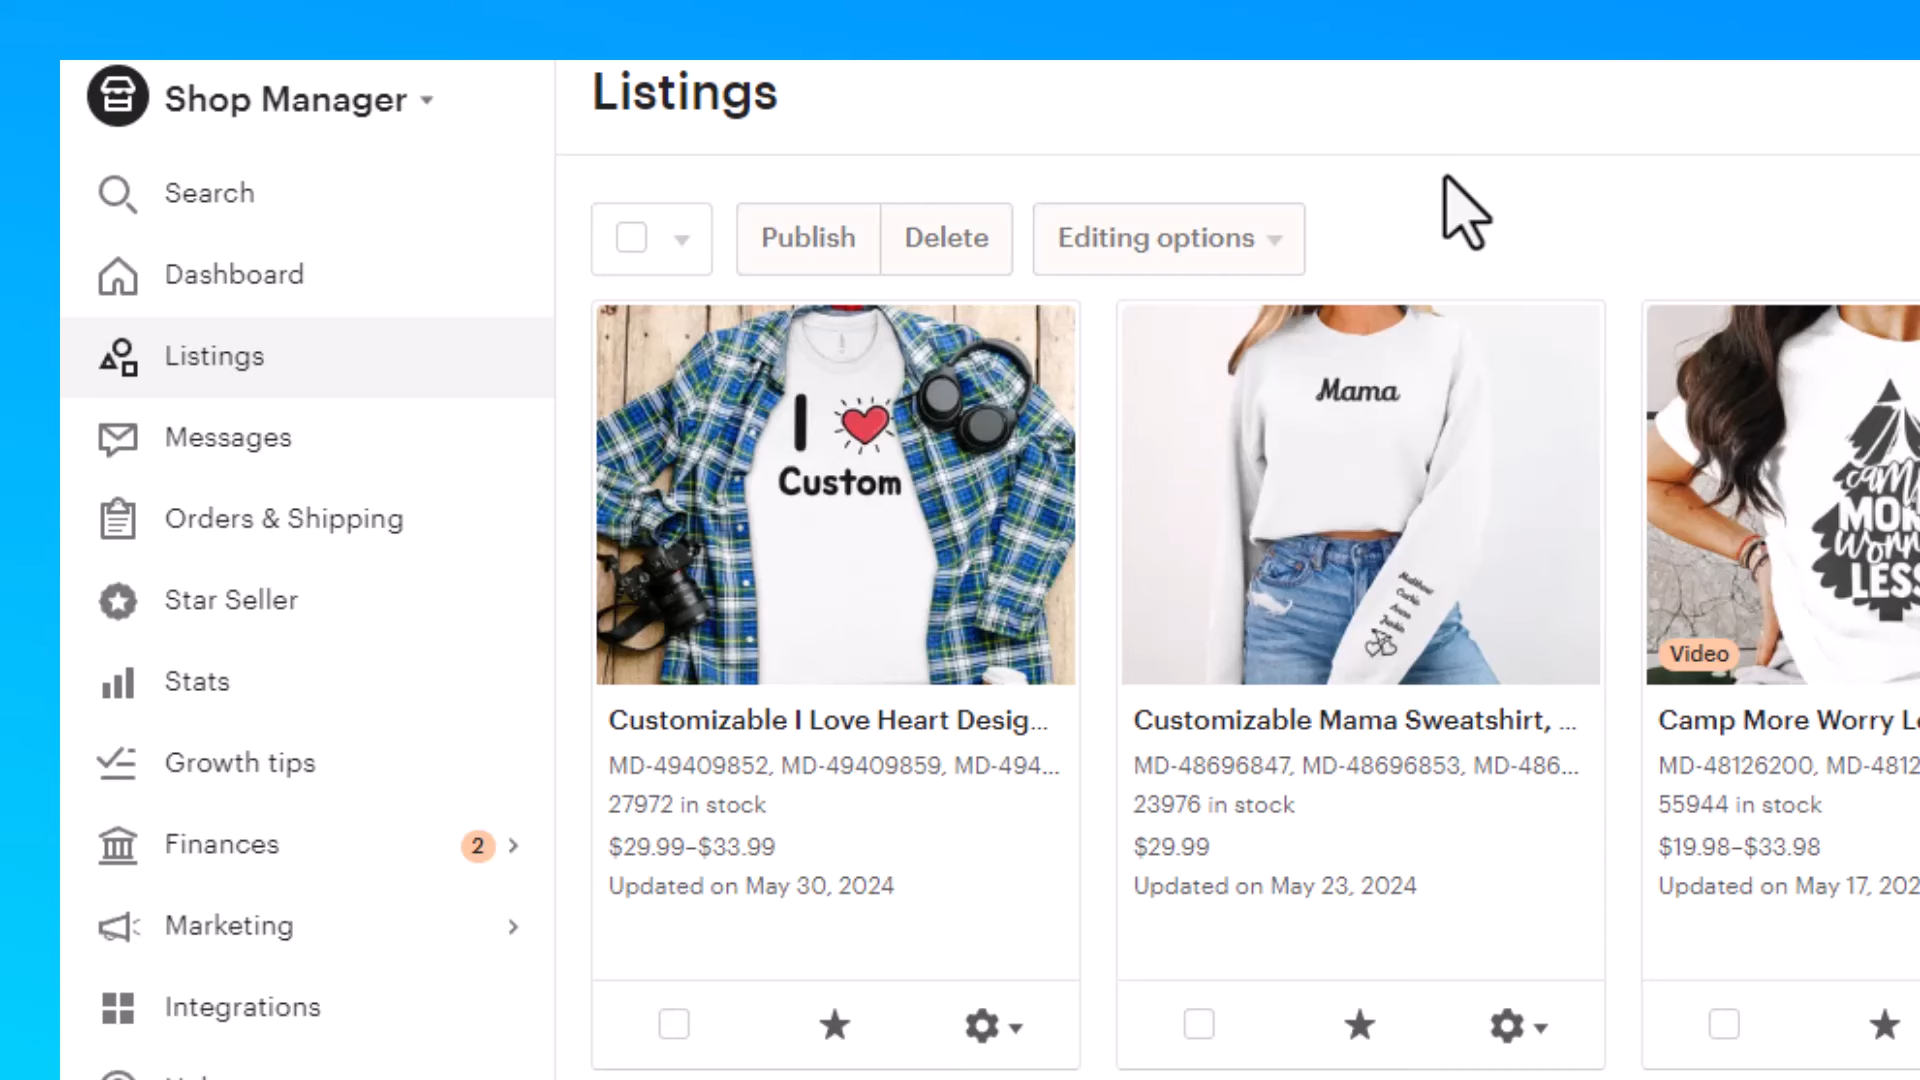 Shop Manager
Search
Dashboard
Listings
Messages
Orders & Shipping
Star Seller
Stats
Growth tips
Finances 2
Marketing
Integrations
Listings
Publish Delete Editing options
I
Custom
Customizable I Love Heart Desig...
MD-49409852, MD-49409859, MD-494...
27972 in stock
$29.99–$33.99
Updated on May 30, 2024
Mama
Customizable Mama Sweatshirt, ...
MD-48696847, MD-48696853, MD-486...
23976 in stock
$29.99
Updated on May 23, 2024
LESS
Video
Camp More Worry L
MD-48126200, MD-4812
55944 in stock
$19.98–$33.98
Updated on May 17, 202